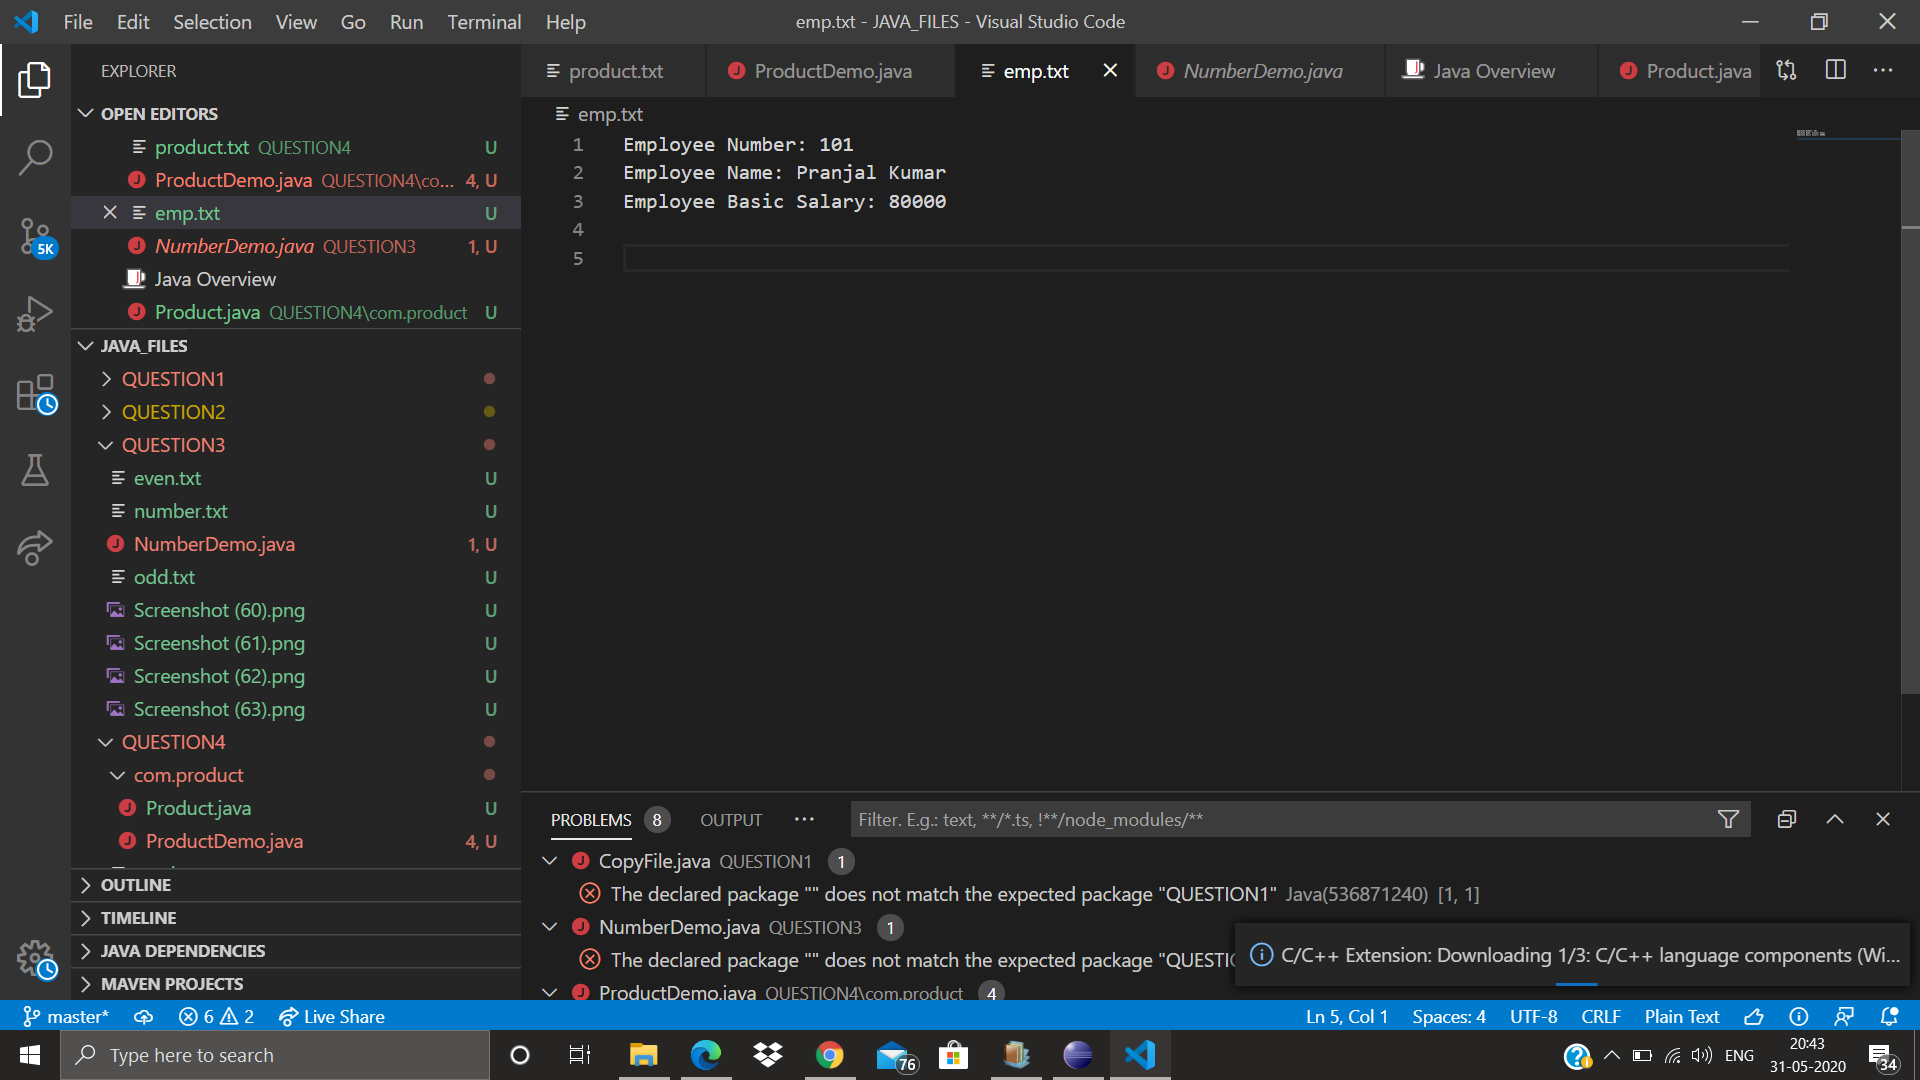 File Edit Selection View Go Run Terminal Help
emp.txt - JAVA_FILES - Visual Studio Code
EXPLORER
OPEN EDITORS
product.txt QUESTION4 U
ProductDemo.java QUESTION4\co... 4, U
emp.txt U
NumberDemo.java QUESTION3 1, U
Java Overview
Product.java QUESTION4\com.product U
JAVA_FILES
QUESTION1
QUESTION2
QUESTION3
even.txt U
number.txt U
NumberDemo.java 1, U
odd.txt U
Screenshot (60).png U
Screenshot (61).png U
Screenshot (62).png U
Screenshot (63).png U
QUESTION4
com.product
Product.java U
ProductDemo.java 4, U
OUTLINE
TIMELINE
JAVA DEPENDENCIES
MAVEN PROJECTS
5K
product.txt ProductDemo.java emp.txt NumberDemo.java Java Overview Product.java
emp.txt
1 Employee Number: 101
2 Employee Name: Pranjal Kumar
3 Employee Basic Salary: 80000
4
5
PROBLEMS 8 OUTPUT ... Filter. E.g.: text, **/*.ts, !**/node_modules/**
CopyFile.java QUESTION1 1
The declared package "" does not match the expected package "QUESTION1" Java(536871240) [1, 1]
NumberDemo.java QUESTION3 1
The declared package "" does not match the expected package "QUESTIO
ProductDemo.java QUESTION4\com.product 4
C/C++ Extension: Downloading 1/3: C/C++ language components (Wi...
master* 6 2 Live Share
Ln 5, Col 1 Spaces: 4 UTF-8 CRLF Plain Text
Type here to search
76
ENG
20:43
31-05-2020
34